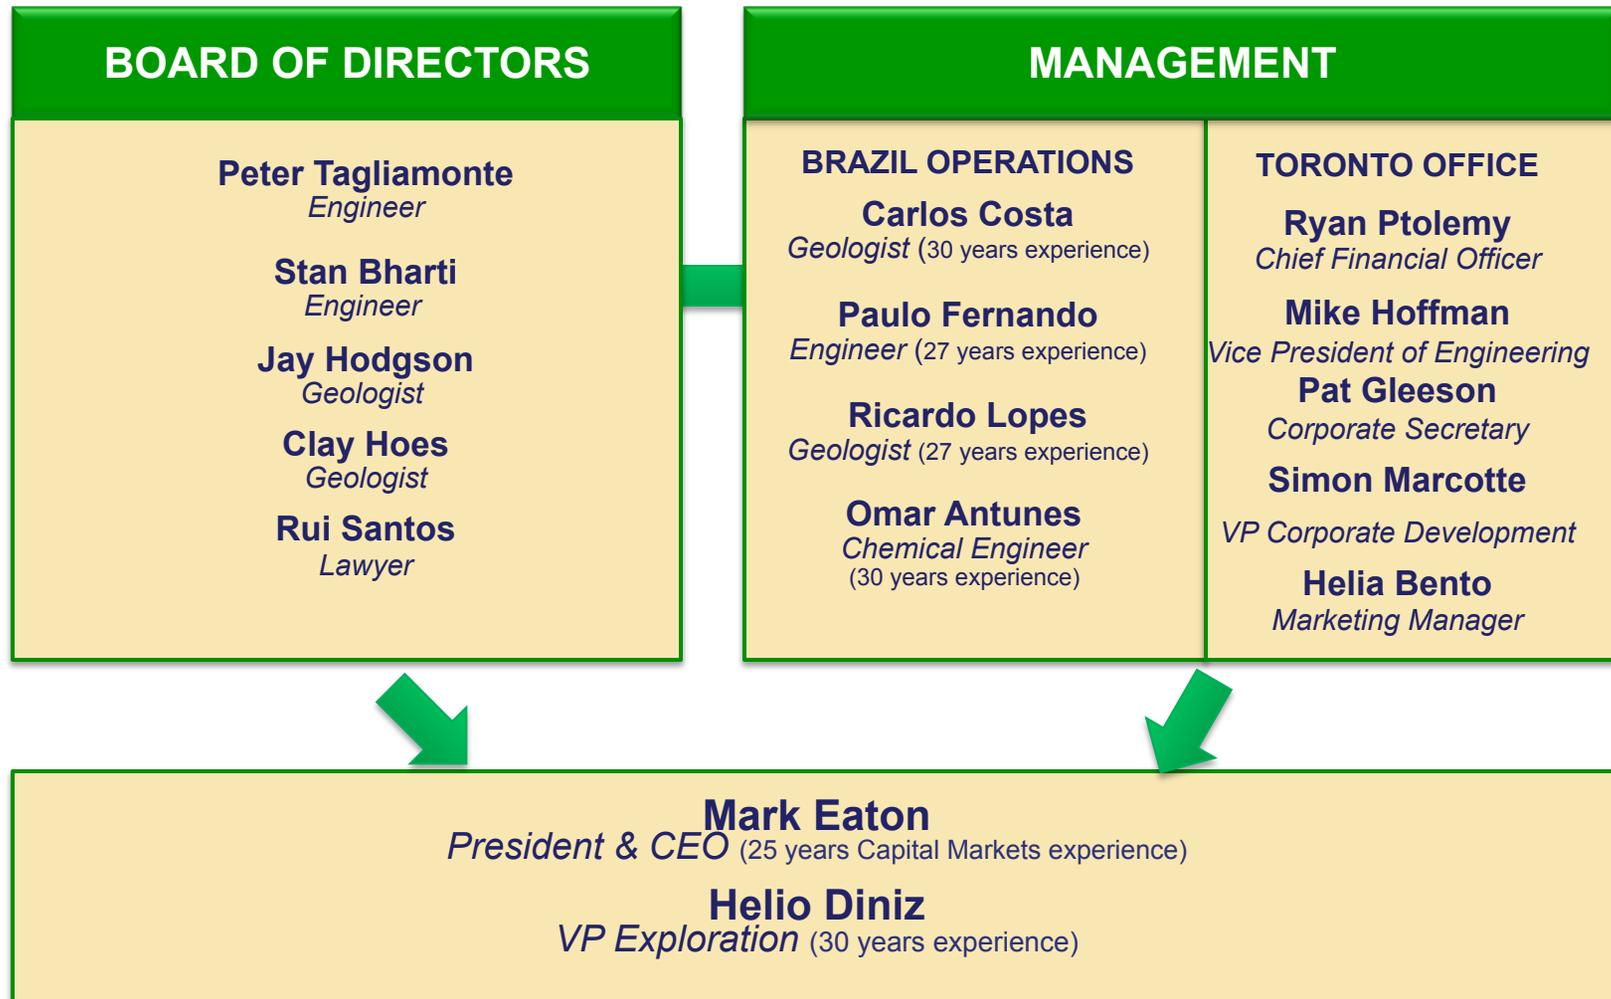 BOARD OF DIRECTORS
Peter Tagliamonte
Engineer
Stan Bharti
Engineer
Jay Hodgson
Geologist
Clay Hoes
Geologist
Rui Santos
Lawyer
MANAGEMENT
BRAZIL OPERATIONS
Carlos Costa
Geologist (30 years experience)
Paulo Fernando
Engineer (27 years experience)
Ricardo Lopes
Geologist (27 years experience)
Omar Antunes
Chemical Engineer
(30 years experience)
TORONTO OFFICE
Ryan Ptolemy
Chief Financial Officer
Mike Hoffman
Vice President of Engineering
Pat Gleeson
Corporate Secretary
Simon Marcotte
VP Corporate Development
Helia Bento
Marketing Manager
Mark Eaton
President & CEO (25 years Capital Markets experience)
Helio Diniz
VP Exploration (30 years experience)